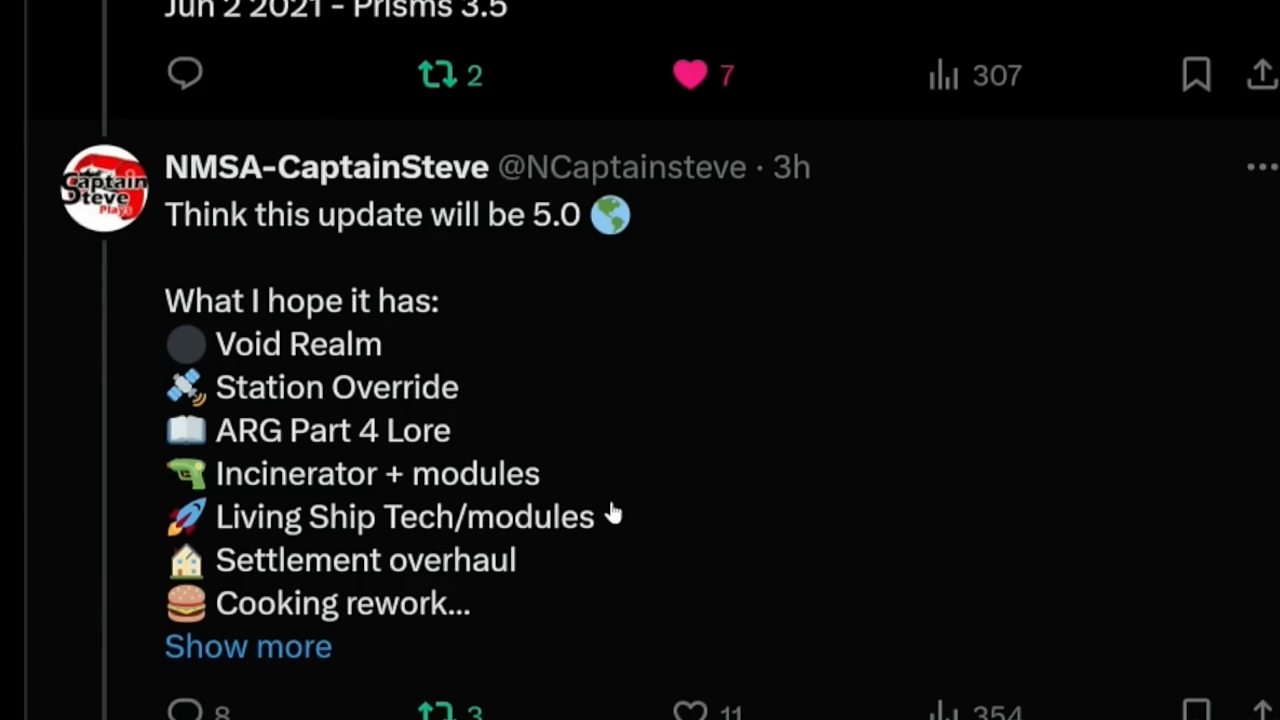 Jun 2 2021 - Prisms 3.5
2 7 307
Captain Steve Plays
NMSA-CaptainSteve @NCaptainsteve · 3h
Think this update will be 5.0 🌎
What I hope it has:
⚫ Void Realm
🛰️ Station Override
📖 ARG Part 4 Lore
🔫 Incinerator + modules
🚀 Living Ship Tech/modules
🏠 Settlement overhaul
🍔 Cooking rework...
Show more
8 3 11 354